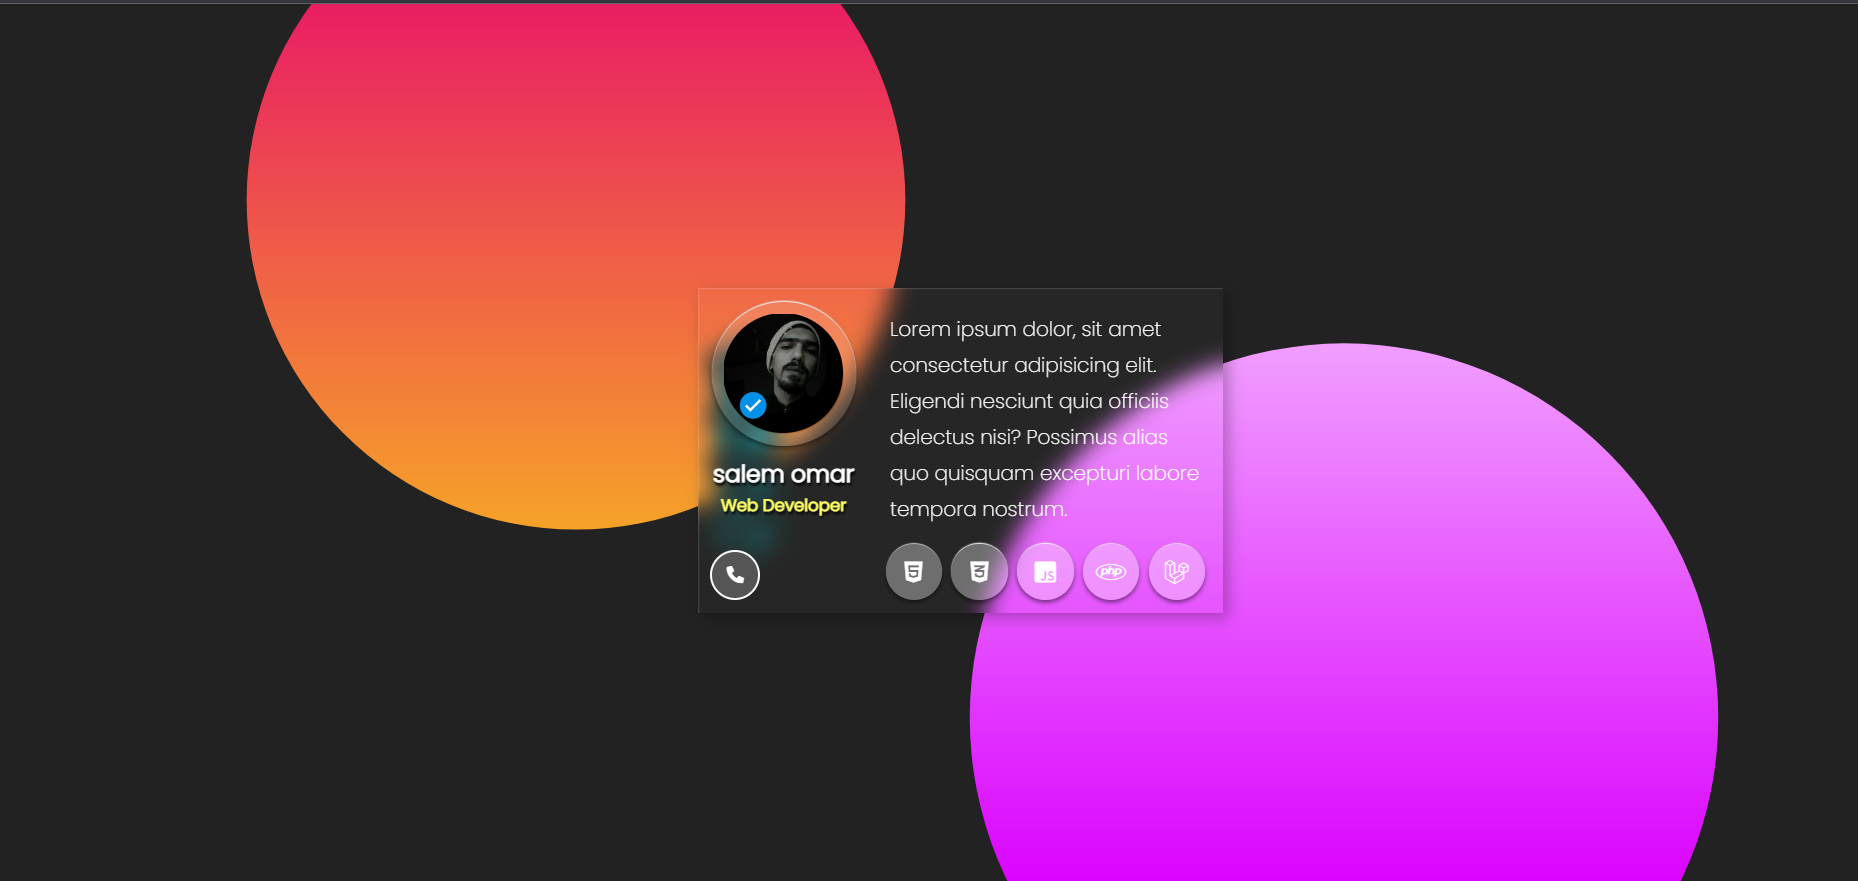 salem omar
Web Developer
Lorem ipsum dolor, sit amet
consectetur adipisicing elit.
Eligendi nesciunt quia officiis
delectus nisi? Possimus alias
quo quisquam excepturi labore
tempora nostrum.
5
3
JS
php